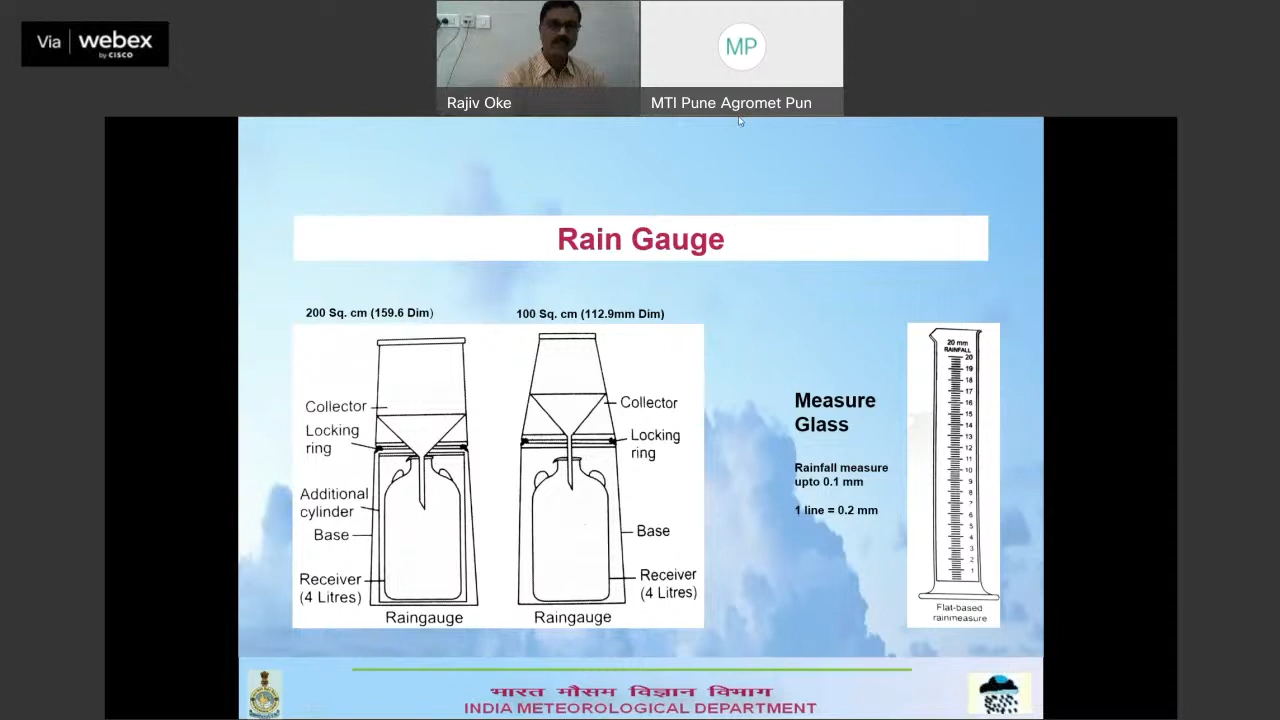 Via webex
by CISCO
Rajiv Oke
MP
MTI Pune Agromet Pun
Rain Gauge
200 Sq. cm (159.6 Dim)
100 Sq. cm (112.9mm Dim)
Collector
Locking
ring
Additional
cylinder
Base
Receiver
(4 Litres)
Raingauge
Collector
Locking
ring
Base
Receiver
(4 Litres)
Raingauge
Measure
Glass
Rainfall measure
upto 0.1 mm
1 line = 0.2 mm
20 mm
RAINFALL
20
19
18
17
16
15
14
13
12
11
10
9
8
7
6
5
4
3
2
1
Flat-based
rainmeasure
भारत मौसम विज्ञान विभाग
INDIA METEOROLOGICAL DEPARTMENT